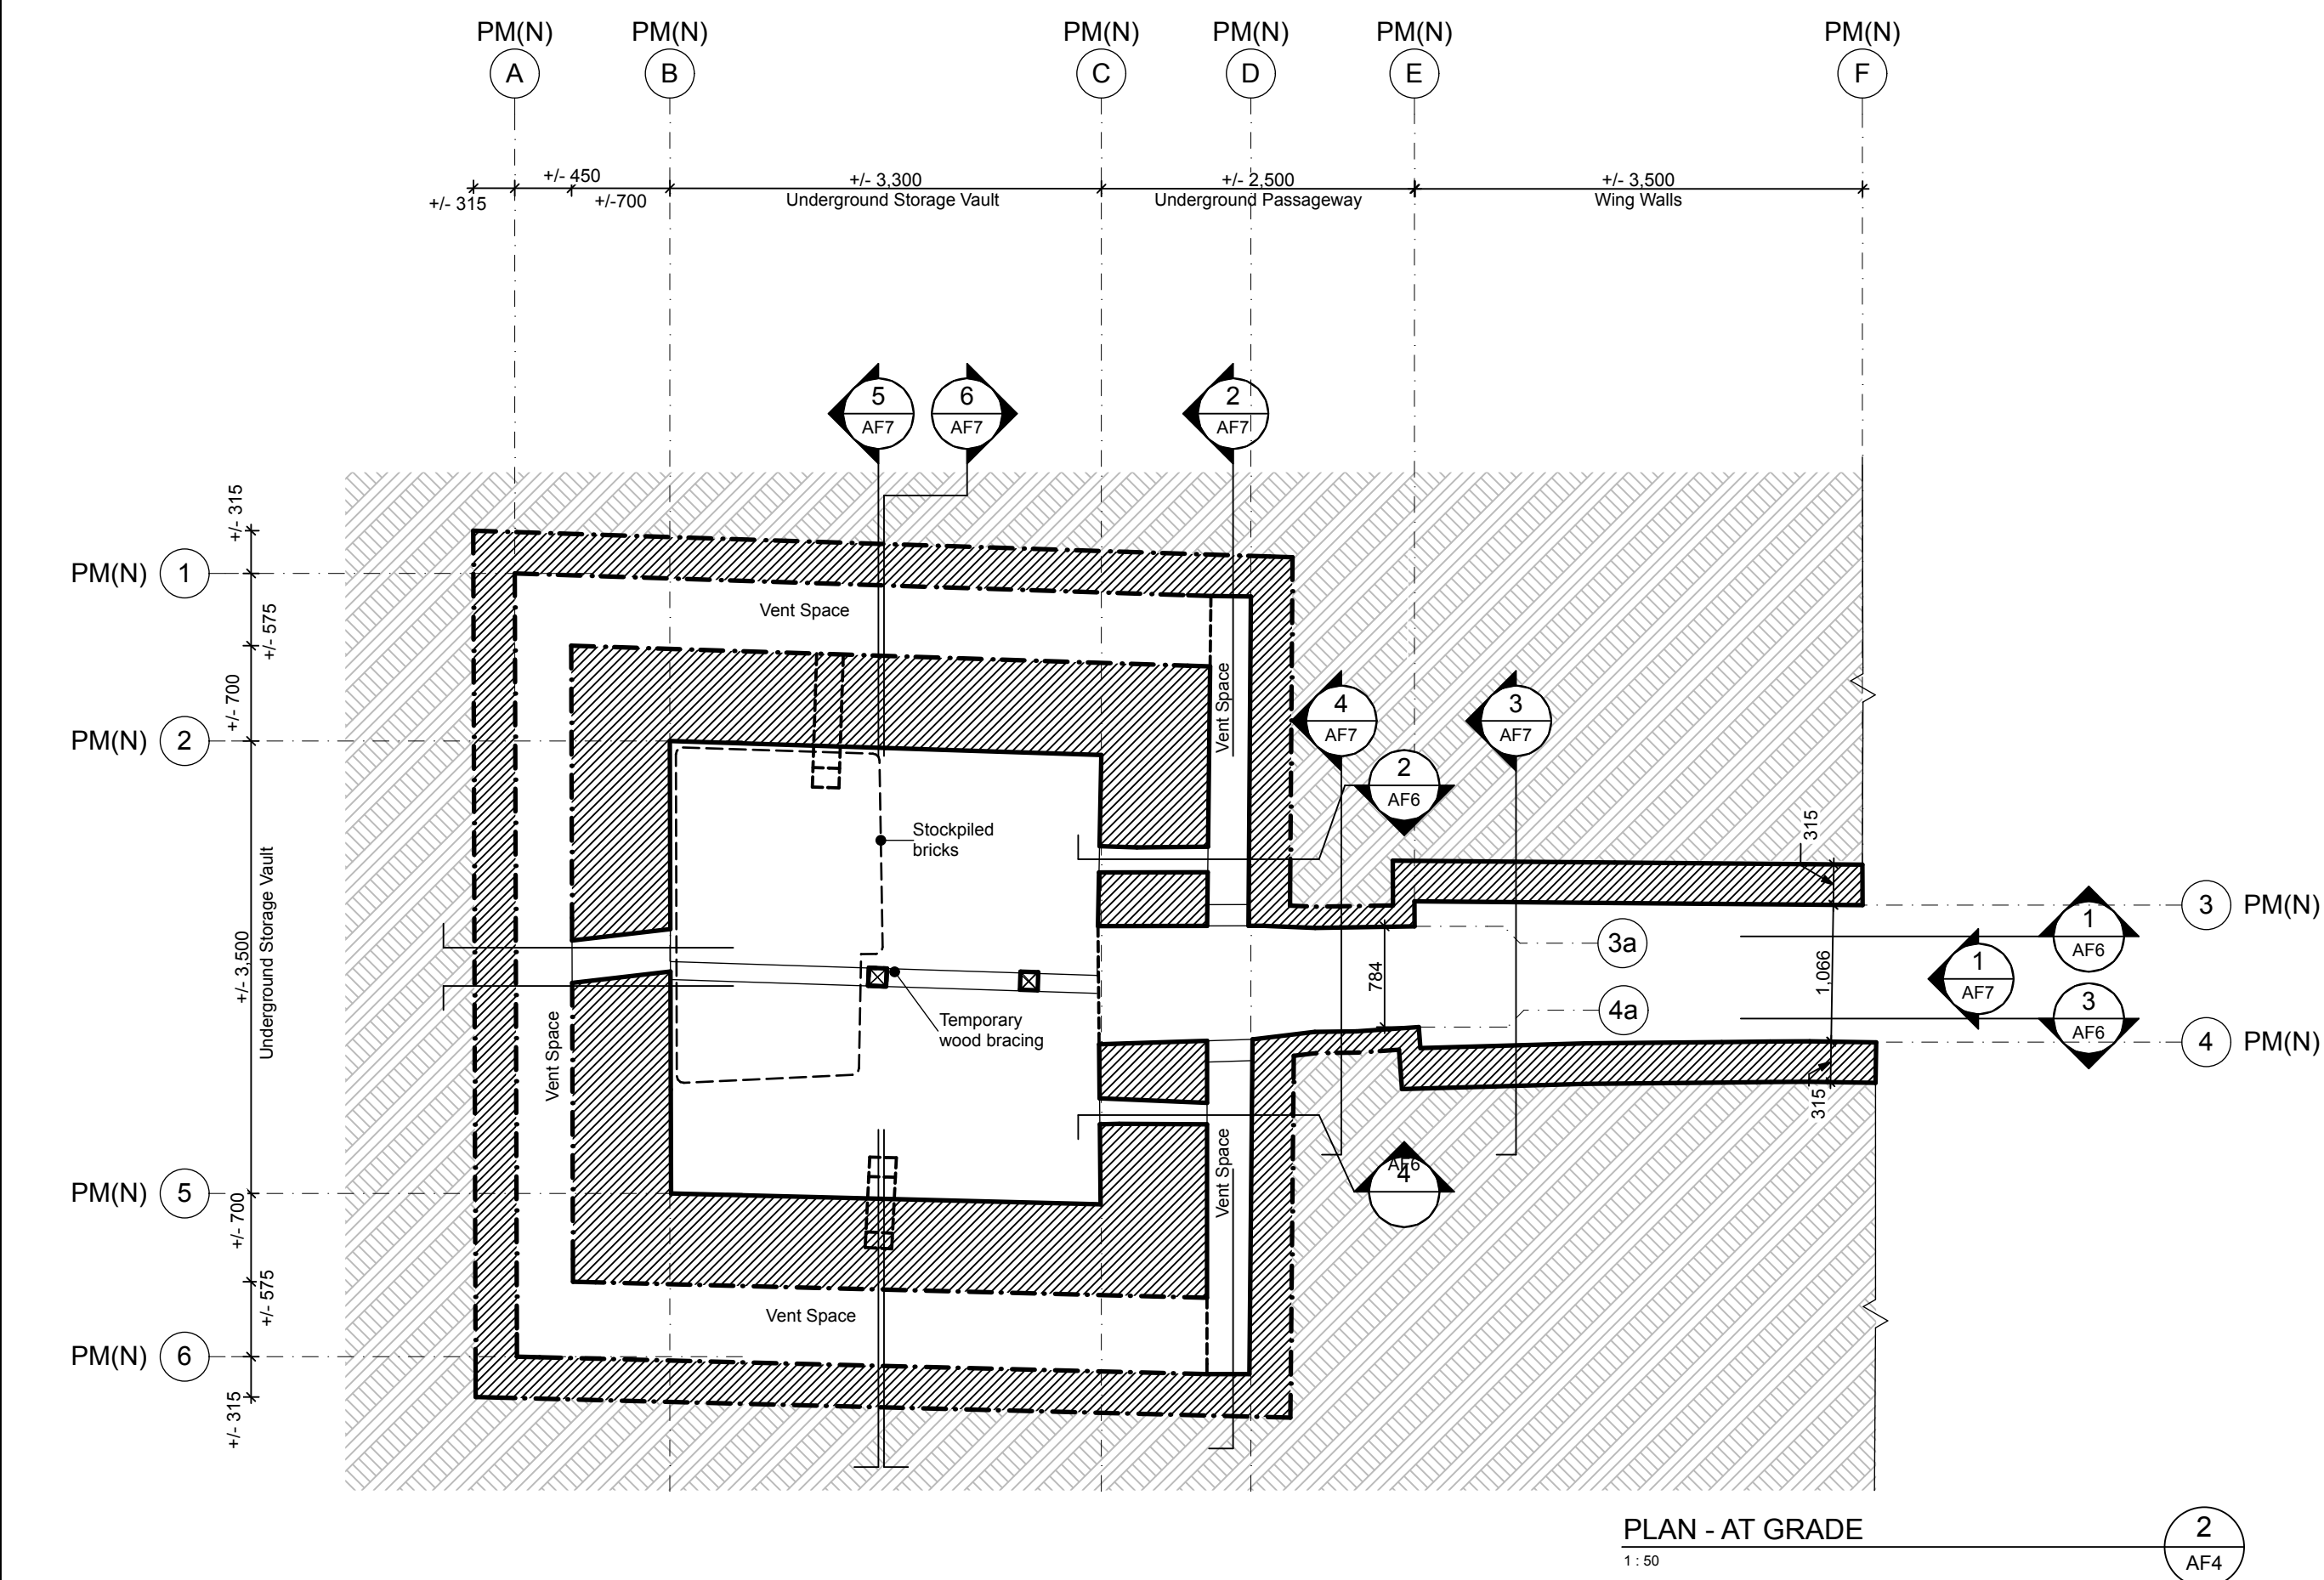 PM(N) PM(N) PM(N) PM(N) PM(N) PM(N)
A B C D E F
+/- 450 +/- 3,300 +/- 2,500 +/- 3,500
+/- 315 +/-700 Underground Storage Vault Underground Passageway Wing Walls
5 6 2
AF7 AF7 AF7
+/- 315
PM(N) 1
+/- 575
Vent Space
+/- 700
Vent Space
4 3
AF7 AF7
PM(N) 2
2
AF6
Stockpiled
bricks
315
3 PM(N)
1
AF6
3a
+/- 3,500
Underground Storage Vault
784
1,066
1
AF7
4a
3
AF6
Temporary
wood bracing
4 PM(N)
Vent Space
315
Vent Space
AF6
4
PM(N) 5
+/- 700
+/- 575
Vent Space
PM(N) 6
+/- 315
PLAN - AT GRADE
1 : 50
2
AF4